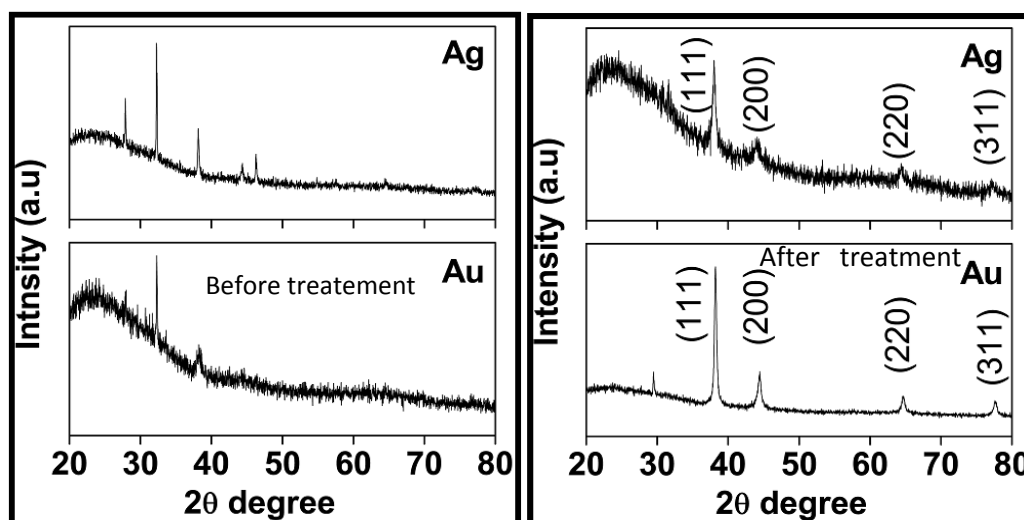 Ag
Intnsity (a.u)
Au
Before treatement
20 30 40 50 60 70 80
2θ degree
Ag
(111)
(200)
(220)
(311)
Intensity (a.u)
After treatment
Au
(111)
(200)
(220)
(311)
20 30 40 50 60 70 80
2θ degree